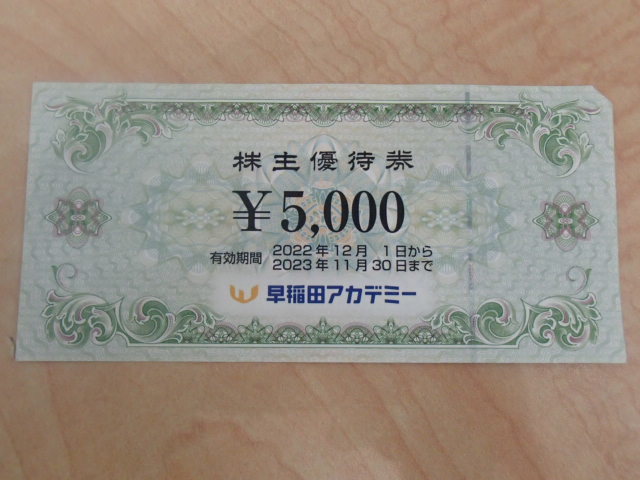 株主優待券
¥5,000
有効期間 2022年12月 1日から
2023年11月30日まで
早稲田アカデミー